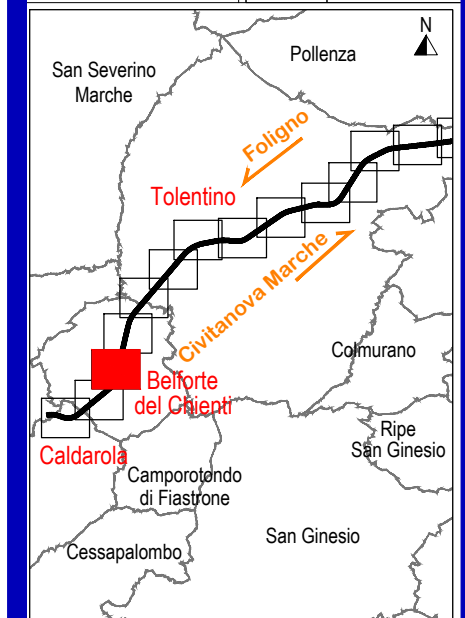 N
Pollenza
San Severino
Marche
Foligno
Tolentino
Civitanova Marche
Colmurano
Belforte
del Chienti
Ripe
San Ginesio
Caldarola
Camporotondo
di Fiastrone
San Ginesio
Cessapalombo